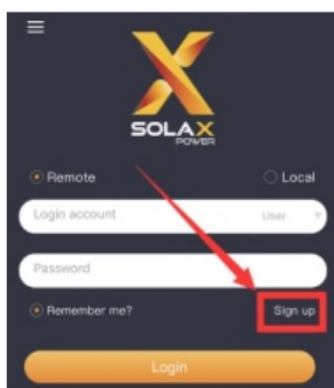 SOLAX
POWER
Remote Local
Login account User
Password
Remember me? Sign up
Login